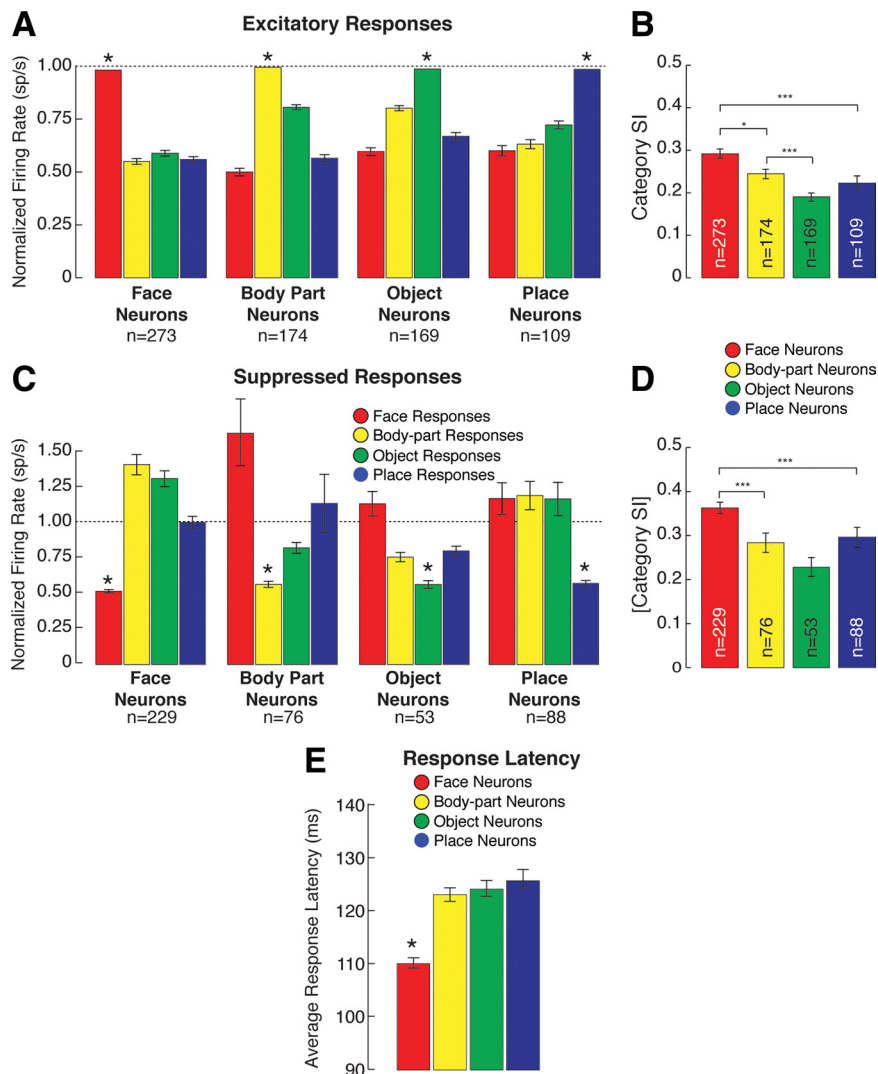 A
Excitatory Responses
Normalized Firing Rate (sp/s)
1.00
0.75
0.50
0.25
0
*
*
*
*
Face Neurons
n=273
Body Part Neurons
n=174
Object Neurons
n=169
Place Neurons
n=109
B
Category SI
0.5
0.4
0.3
0.2
0.1
0
***
*
***
n=273
n=174
n=169
n=109
C
Suppressed Responses
Normalized Firing Rate (sp/s)
1.50
1.25
1.00
0.75
0.50
0.25
0
Face Responses
Body-part Responses
Object Responses
Place Responses
*
*
*
*
Face Neurons
n=229
Body Part Neurons
n=76
Object Neurons
n=53
Place Neurons
n=88
Face Neurons
Body-part Neurons
Object Neurons
Place Neurons
D
[Category SI]
0.5
0.4
0.3
0.2
0.1
0
***
***
n=229
n=76
n=53
n=88
E
Response Latency
Face Neurons
Body-part Neurons
Object Neurons
Place Neurons
Average Response Latency (ms)
140
130
120
110
100
90
*